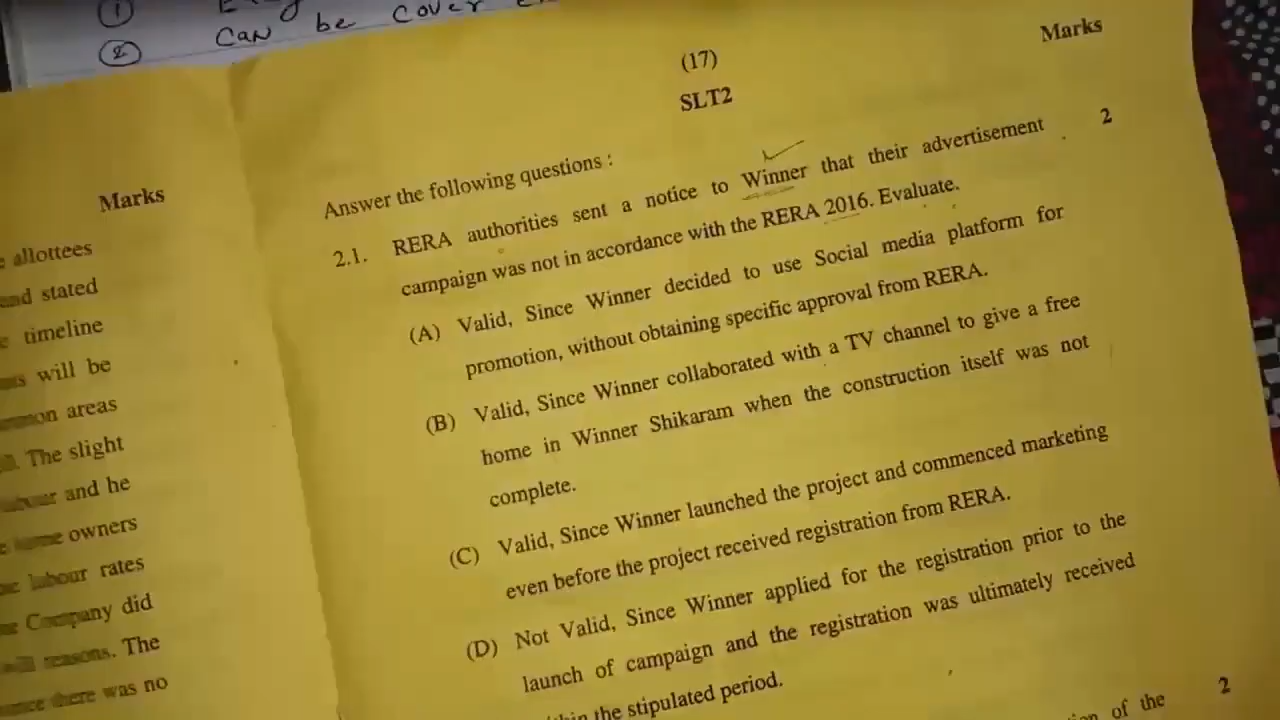 ①
② Can be cover
Marks
allottees
and stated
timeline
will be
common areas
The slight
labour and he
home owners
labour rates
Company did
reasons. The
there was no
(17)
SLT2
Marks
Answer the following questions :
2.1. RERA authorities sent a notice to Winner that their advertisement 2
campaign was not in accordance with the RERA 2016. Evaluate.
(A) Valid, Since Winner decided to use Social media platform for
promotion, without obtaining specific approval from RERA.
(B) Valid, Since Winner collaborated with a TV channel to give a free
home in Winner Shikaram when the construction itself was not
complete.
(C) Valid, Since Winner launched the project and commenced marketing
even before the project received registration from RERA.
(D) Not Valid, Since Winner applied for the registration prior to the
launch of campaign and the registration was ultimately received
the stipulated period.
of the 2